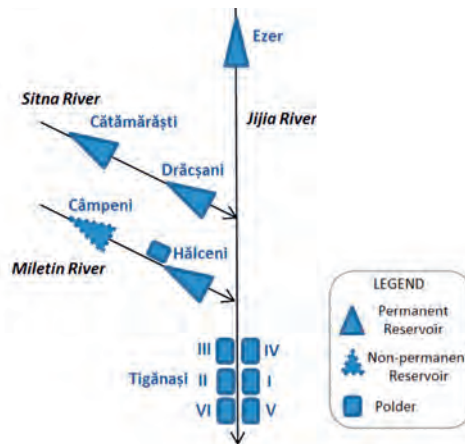 Ezer
Sitna River
Cătămărăști
Jijia River
Drăcșani
Câmpeni
Hălceni
Miletin River
LEGEND
Permanent
Reservoir
Non-permanen
Reservoir
Polder
III IV
Tigănași II I
VI V